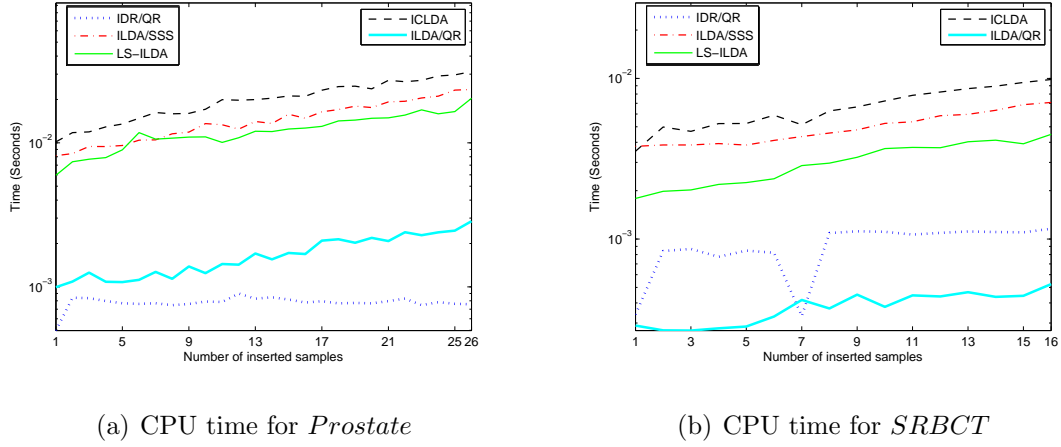 IDR/QR
ILDA/SSS
LS−ILDA
ICLDA
ILDA/QR
Time (Seconds)
10^−2
10^−3
1 5 9 13 17 21 25 26
Number of inserted samples
(a) CPU time for Prostate
IDR/QR
ILDA/SSS
LS−ILDA
ICLDA
ILDA/QR
Time (Seconds)
10^−2
10^−3
1 3 5 7 9 11 13 15 16
Number of inserted samples
(b) CPU time for SRBCT